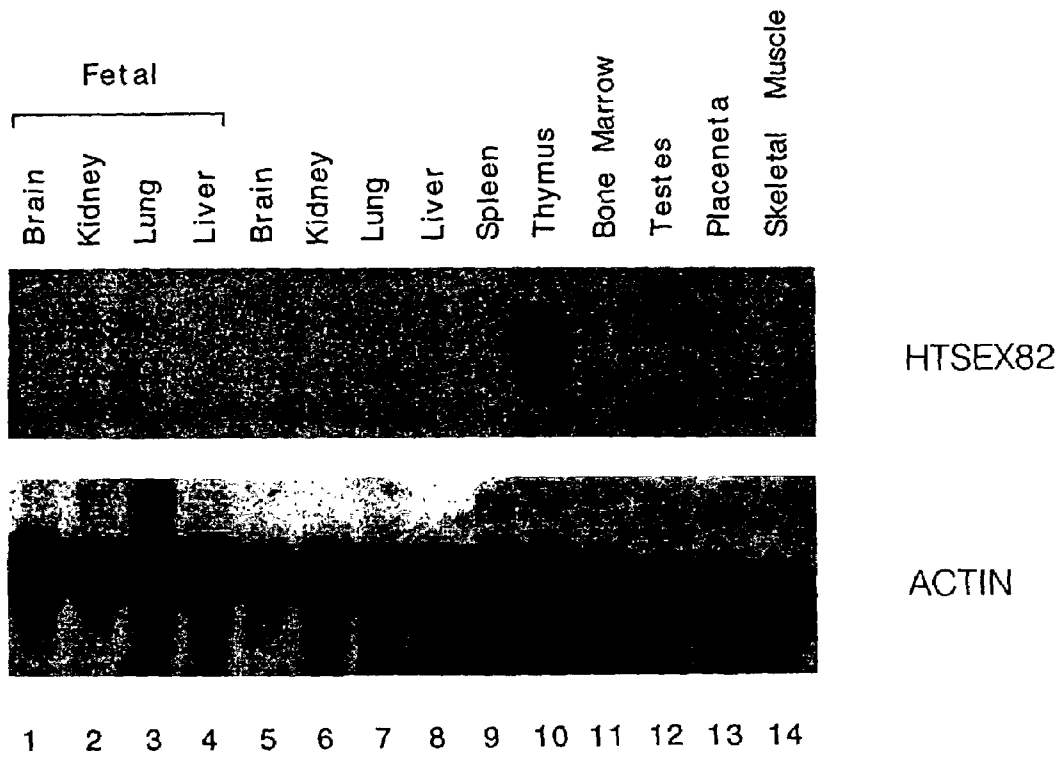 Fetal
Brain
Kidney
Lung
Liver
Brain
Kidney
Lung
Liver
Spleen
Thymus
Bone Marrow
Testes
Placeneta
Skeletal Muscle
HTSEX82
ACTIN
1 2 3 4 5 6 7 8 9 10 11 12 13 14